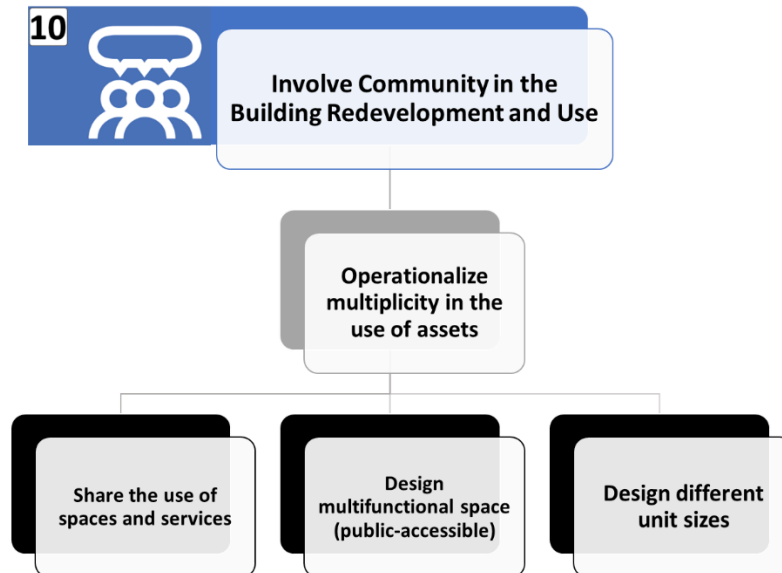 10
Involve Community in the
Building Redevelopment and Use
Operationalize
multiplicity in the
use of assets
Share the use of
spaces and services
Design
multifunctional space
(public-accessible)
Design different
unit sizes